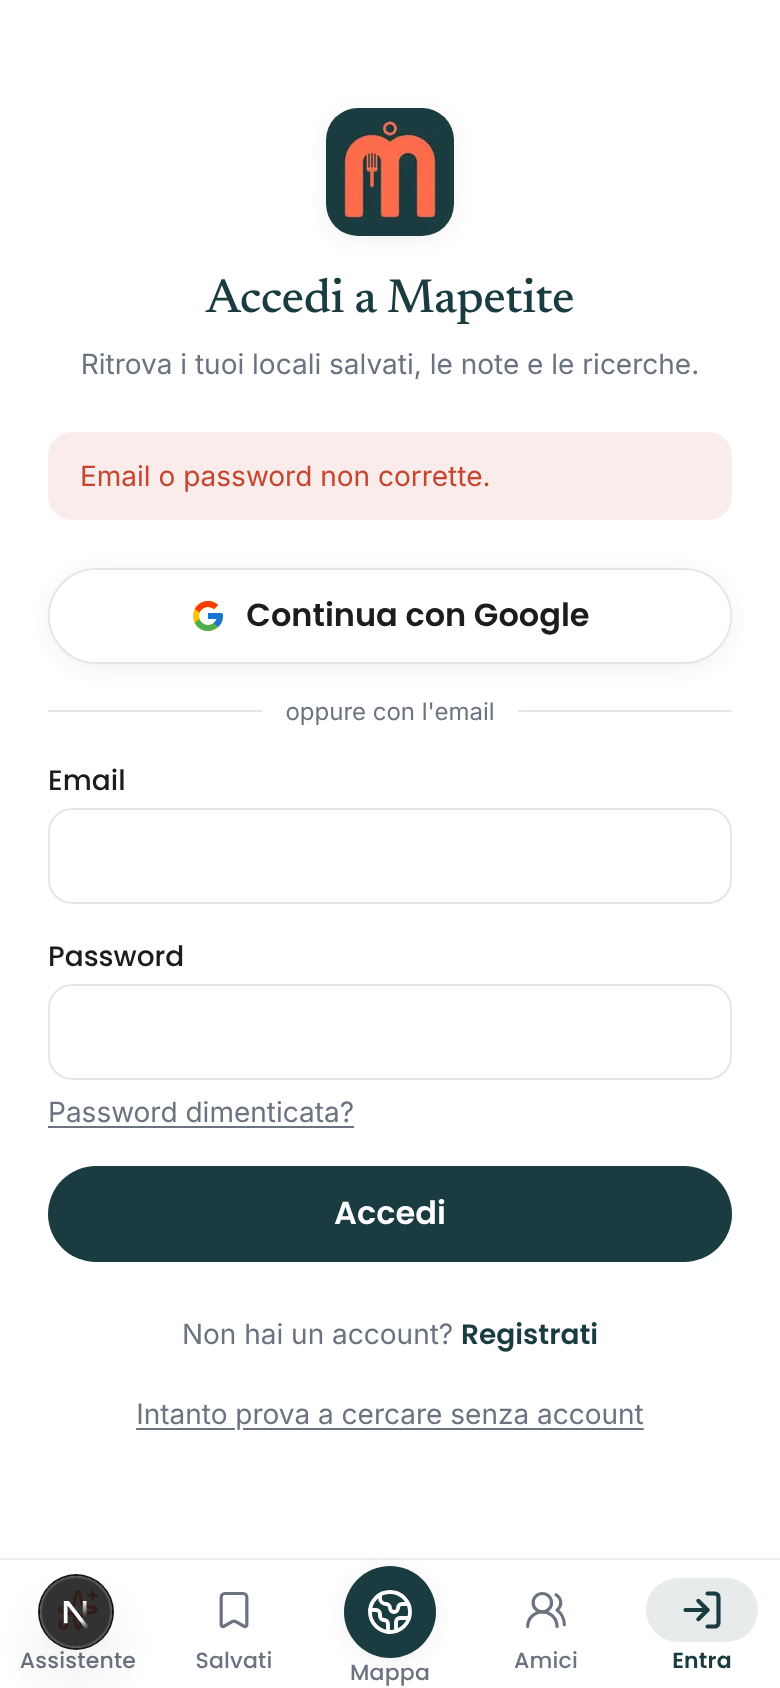 Accedi a Mapetite
Ritrova i tuoi locali salvati, le note e le ricerche.
Email o password non corrette.
Continua con Google
oppure con l'email
Email
Password
Password dimenticata?
Accedi
Non hai un account? Registrati
Intanto prova a cercare senza account
N
Assistente
Salvati
Mappa
Amici
Entra